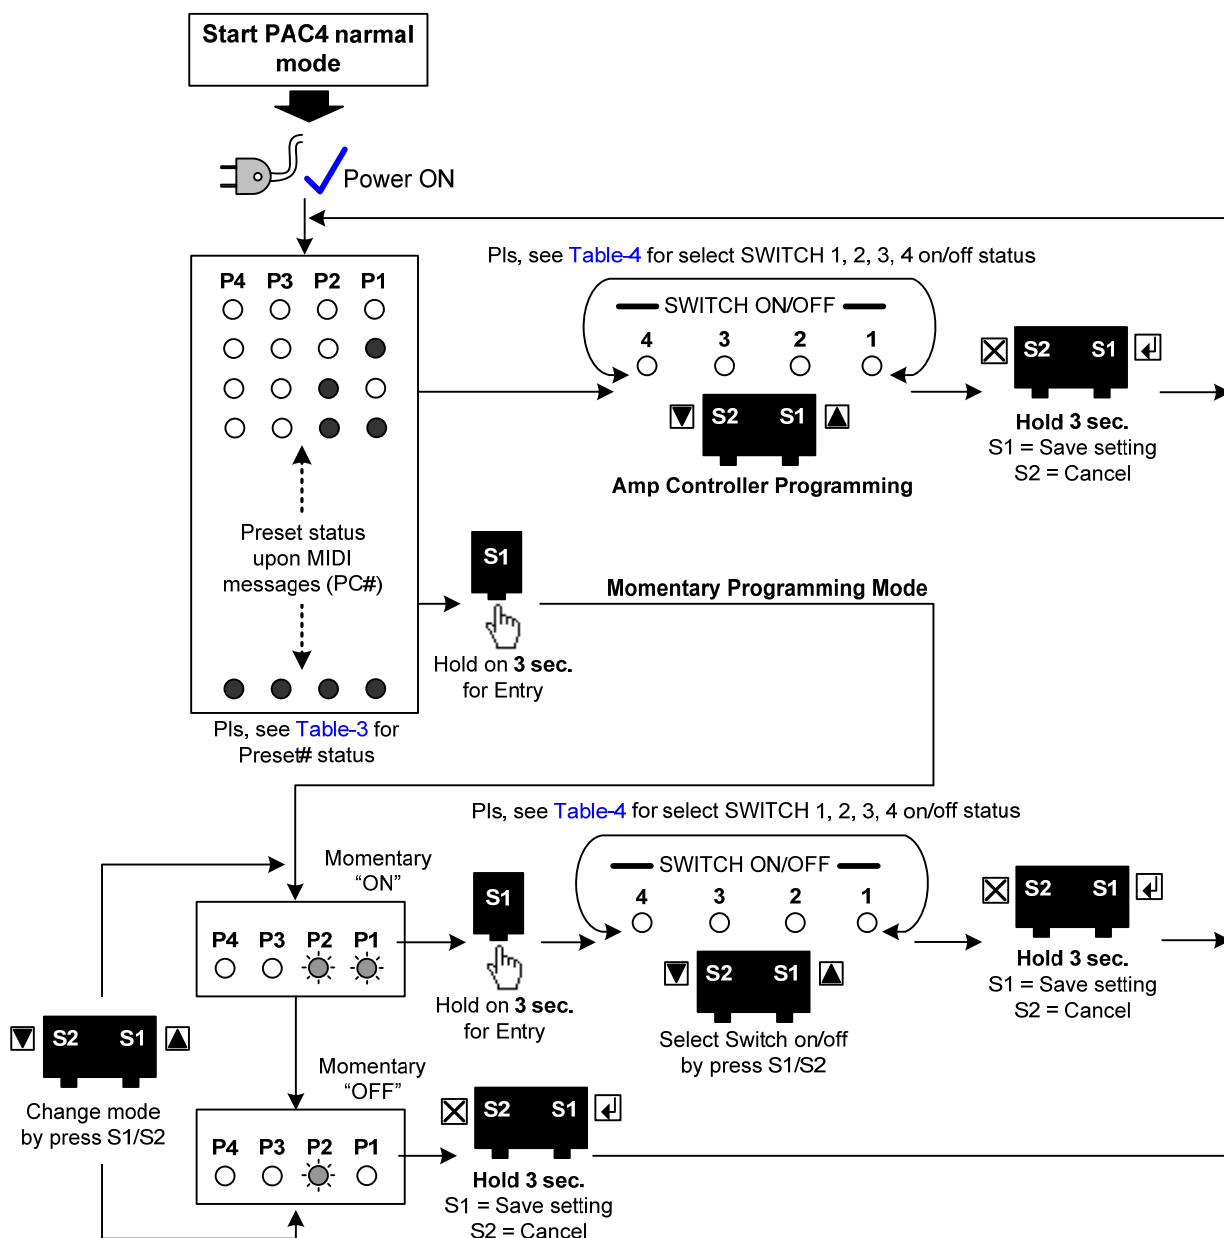 Start PAC4 narmal
mode
Power ON
P4 P3 P2 P1
Preset status
upon MIDI
messages (PC#)
Pls, see Table-3 for
Preset# status
Pls, see Table-4 for select SWITCH 1, 2, 3, 4 on/off status
SWITCH ON/OFF
4 3 2 1
S2 S1
Amp Controller Programming
S2 S1
Hold 3 sec.
S1 = Save setting
S2 = Cancel
S1
Hold on 3 sec.
for Entry
Momentary Programming Mode
Momentary
“ON”
P4 P3 P2 P1
S1
Hold on 3 sec.
for Entry
Pls, see Table-4 for select SWITCH 1, 2, 3, 4 on/off status
SWITCH ON/OFF
4 3 2 1
S2 S1
Select Switch on/off
by press S1/S2
S2 S1
Hold 3 sec.
S1 = Save setting
S2 = Cancel
S2 S1
Change mode
by press S1/S2
Momentary
“OFF”
P4 P3 P2 P1
S2 S1
Hold 3 sec.
S1 = Save setting
S2 = Cancel